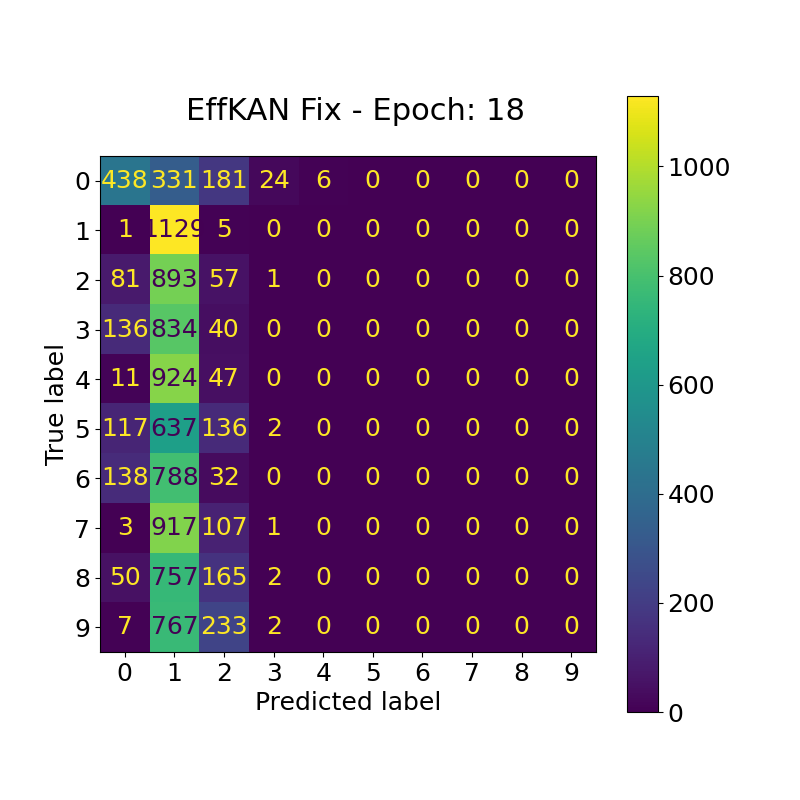 EffKAN Fix - Epoch: 18
0 438 331 181 24 6 0 0 0 0 0
1 1 1129 5 0 0 0 0 0 0 0
2 81 893 57 1 0 0 0 0 0 0
3 136 834 40 0 0 0 0 0 0 0
4 11 924 47 0 0 0 0 0 0 0
5 117 637 136 2 0 0 0 0 0 0
6 138 788 32 0 0 0 0 0 0 0
7 3 917 107 1 0 0 0 0 0 0
8 50 757 165 2 0 0 0 0 0 0
9 7 767 233 2 0 0 0 0 0 0
0 1 2 3 4 5 6 7 8 9
Predicted label
True label
1000
800
600
400
200
0